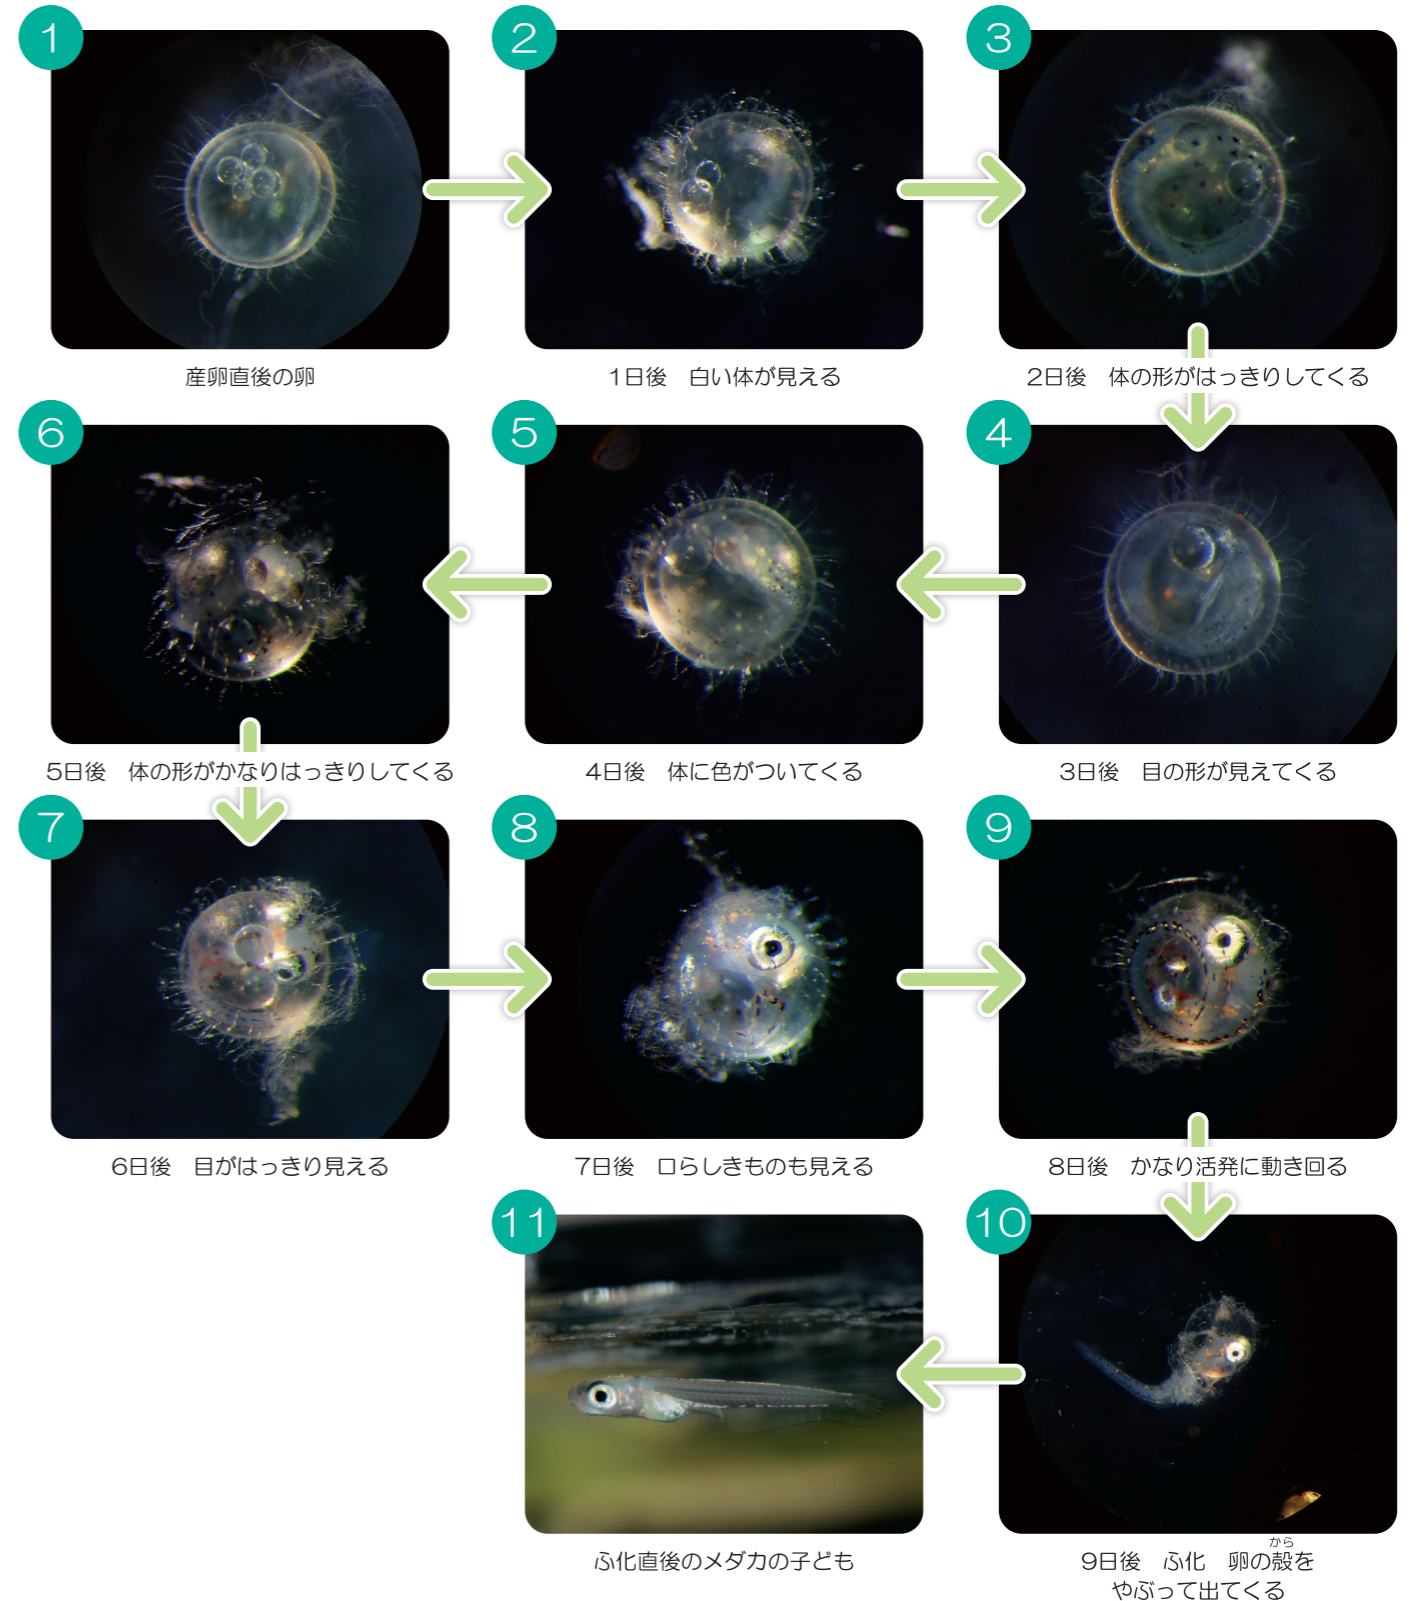 1
産卵直後の卵
2
1日後　白い体が見える
3
2日後　体の形がはっきりしてくる
4
3日後　目の形が見えてくる
5
4日後　体に色がついてくる
6
5日後　体の形がかなりはっきりしてくる
7
6日後　目がはっきり見える
8
7日後　口らしきものも見える
9
8日後　かなり活発に動き回る
10
から
9日後　ふ化　卵の殻を
やぶって出てくる
11
ふ化直後のメダカの子ども